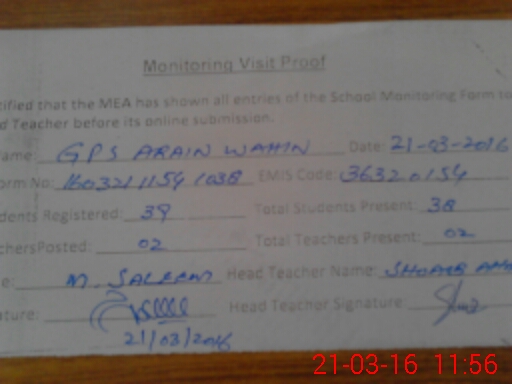 Monitoring Visit Proof
tified that the MEA has shown all entries of the School Monitoring Form to
d Teacher before its online submission.
ame: GPS ARAIN WAHIN Date: 21-03-2016
orm No: EMIS Code: 36320154
dents Registered: 39 Total Students Present: 38
chersPosted: 02 Total Teachers Present: 02
e: M. SALEEM Head Teacher Name: SHOAIB
ature: Head Teacher Signature
21/03/2016
21-03-16 11:56